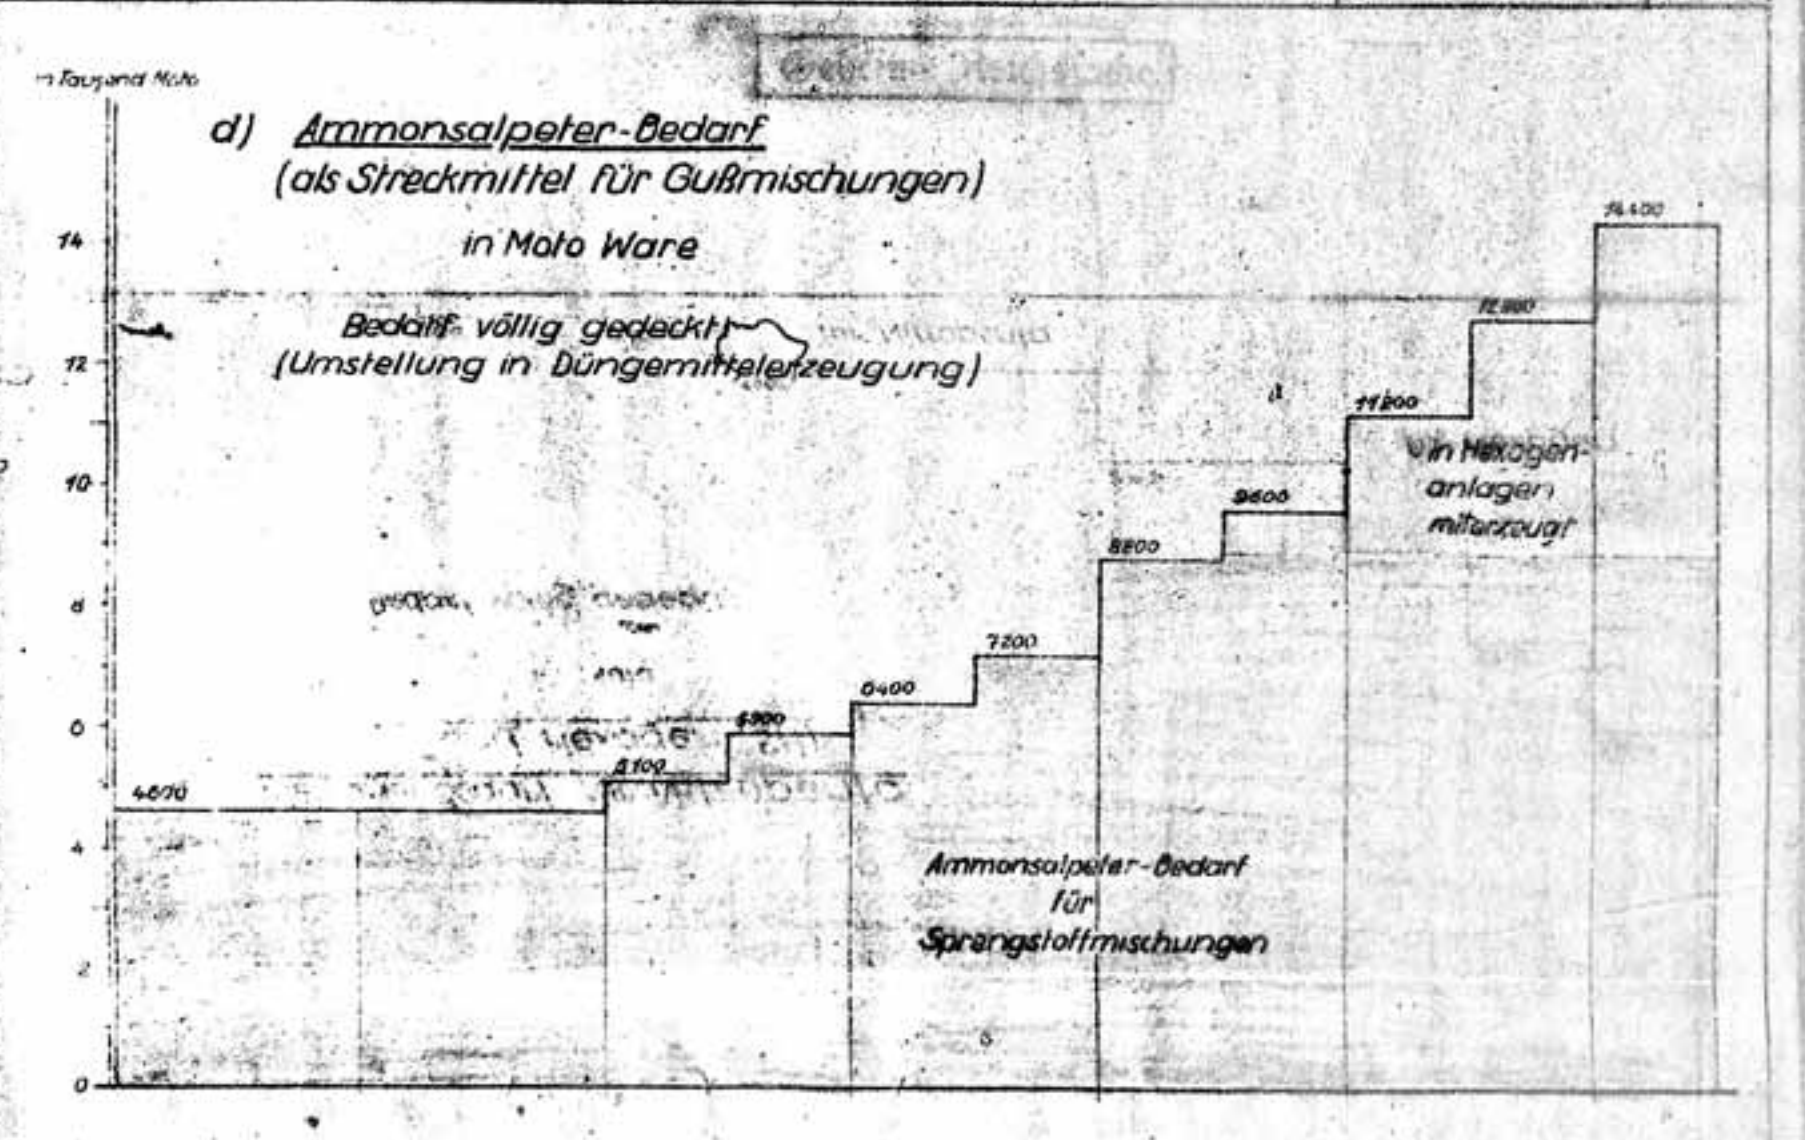 in Tausend Moto
d) Ammonsalpeter-Bedarf
(als Streckmittel für Gußmischungen)
in Moto Ware
Bedarf völlig gedeckt!
(Umstellung in Düngemittelerzeugung)
14
12
10
8
6
4
2
0
5100
5900
6400
7200
8800
9600
11200
12800
14400
in Hexogen-
anlagen
miterzeugt
Ammonsalpeter-Bedarf
für
Sprengstoffmischungen